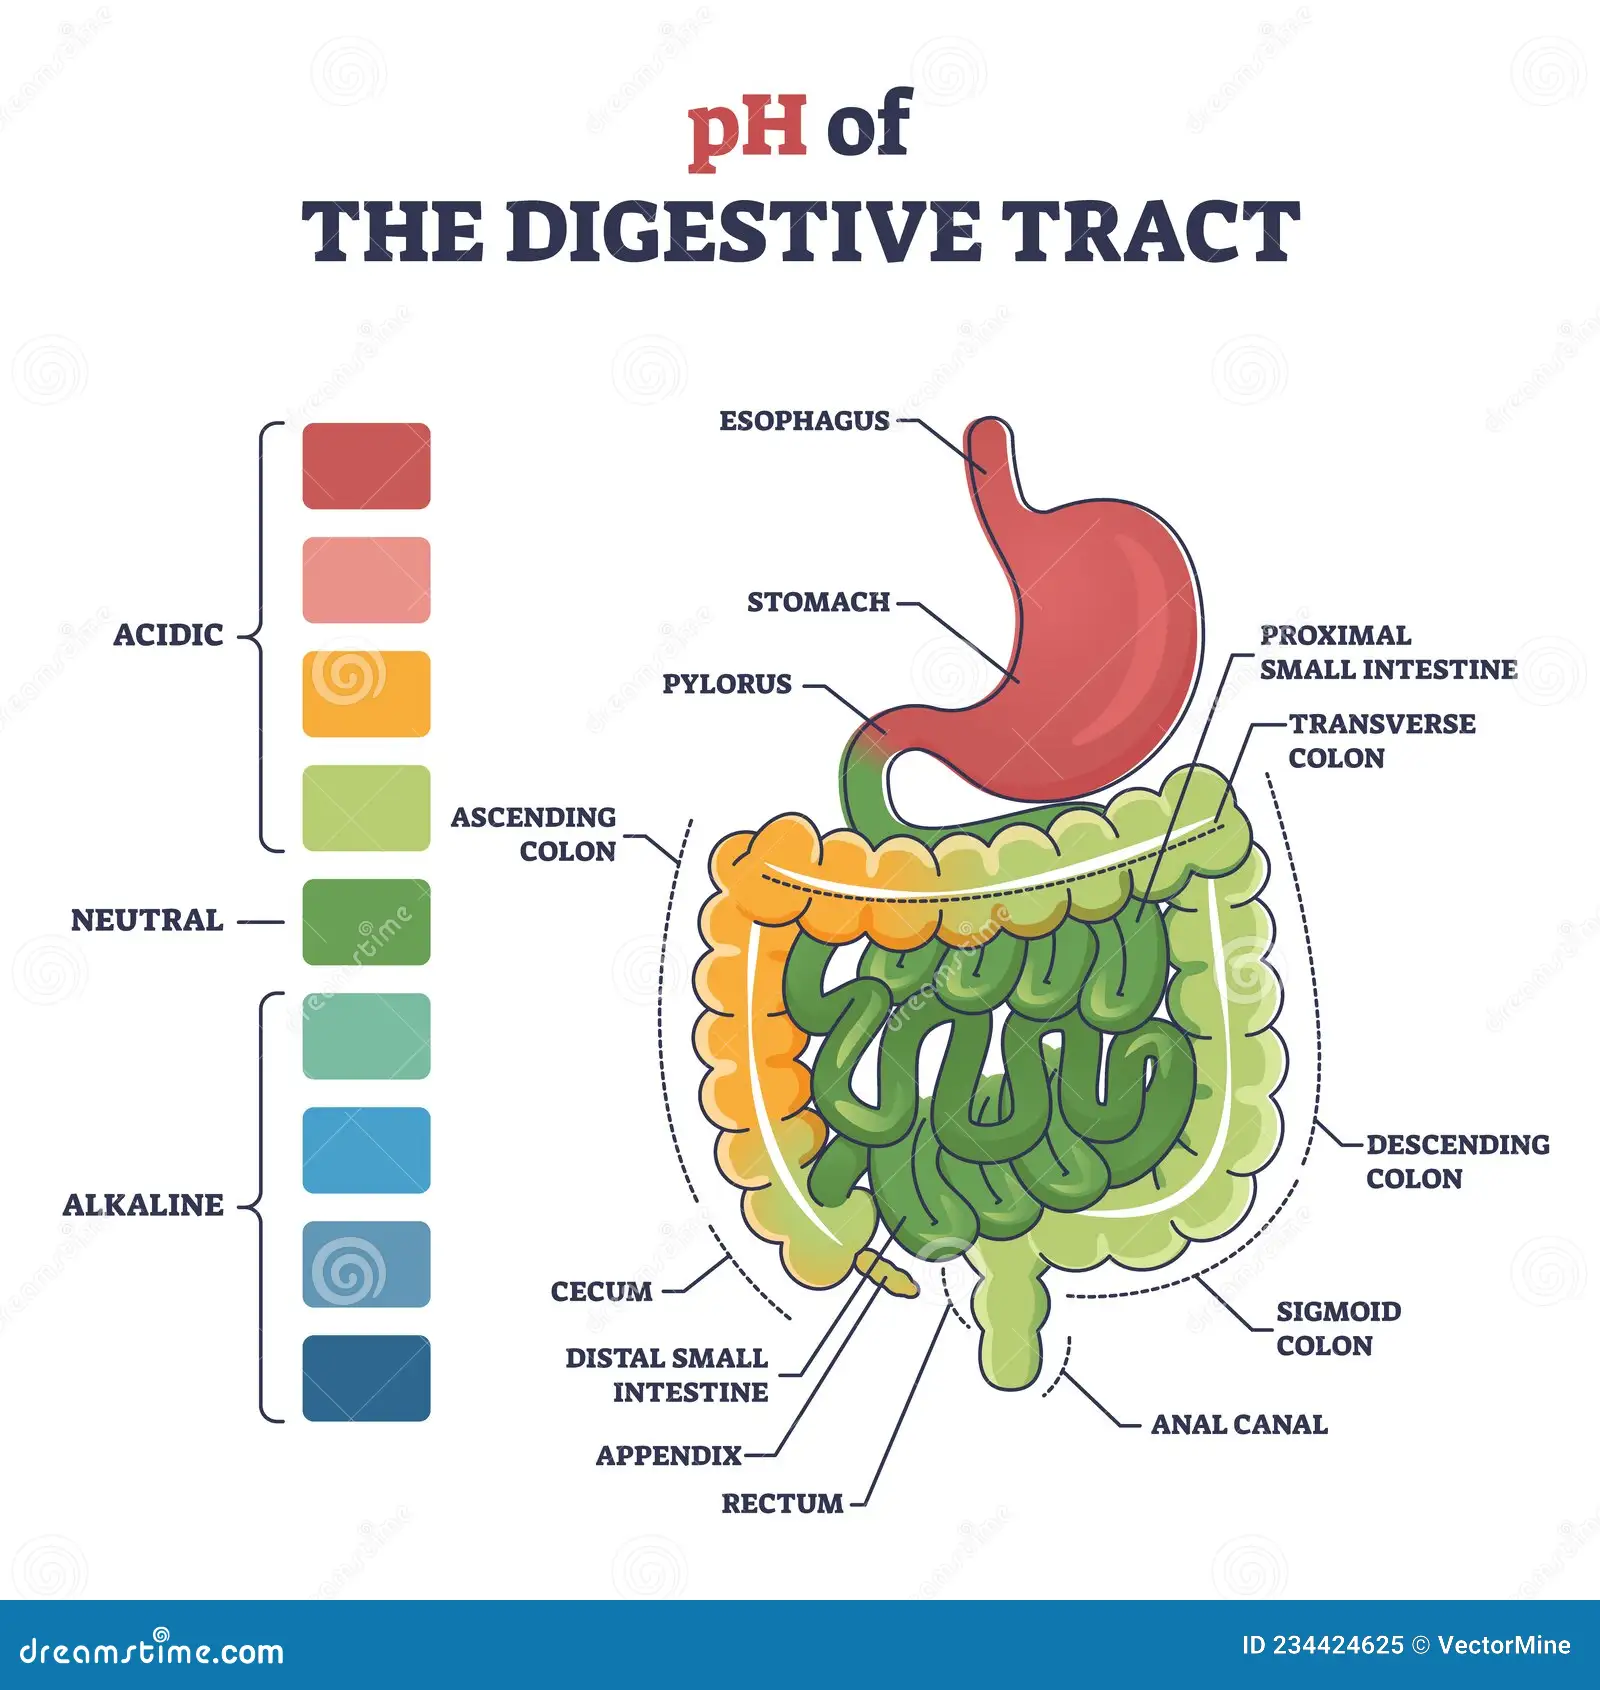 pH of
THE DIGESTIVE TRACT
ESOPHAGUS
STOMACH
PYLORUS
PROXIMAL
SMALL INTESTINE
TRANSVERSE
COLON
ACIDIC
ASCENDING
COLON
NEUTRAL
DESCENDING
COLON
ALKALINE
CECUM
SIGMOID
COLON
DISTAL SMALL
INTESTINE
ANAL CANAL
APPENDIX
RECTUM
dreamstime.com
ID 234424625 © VectorMine